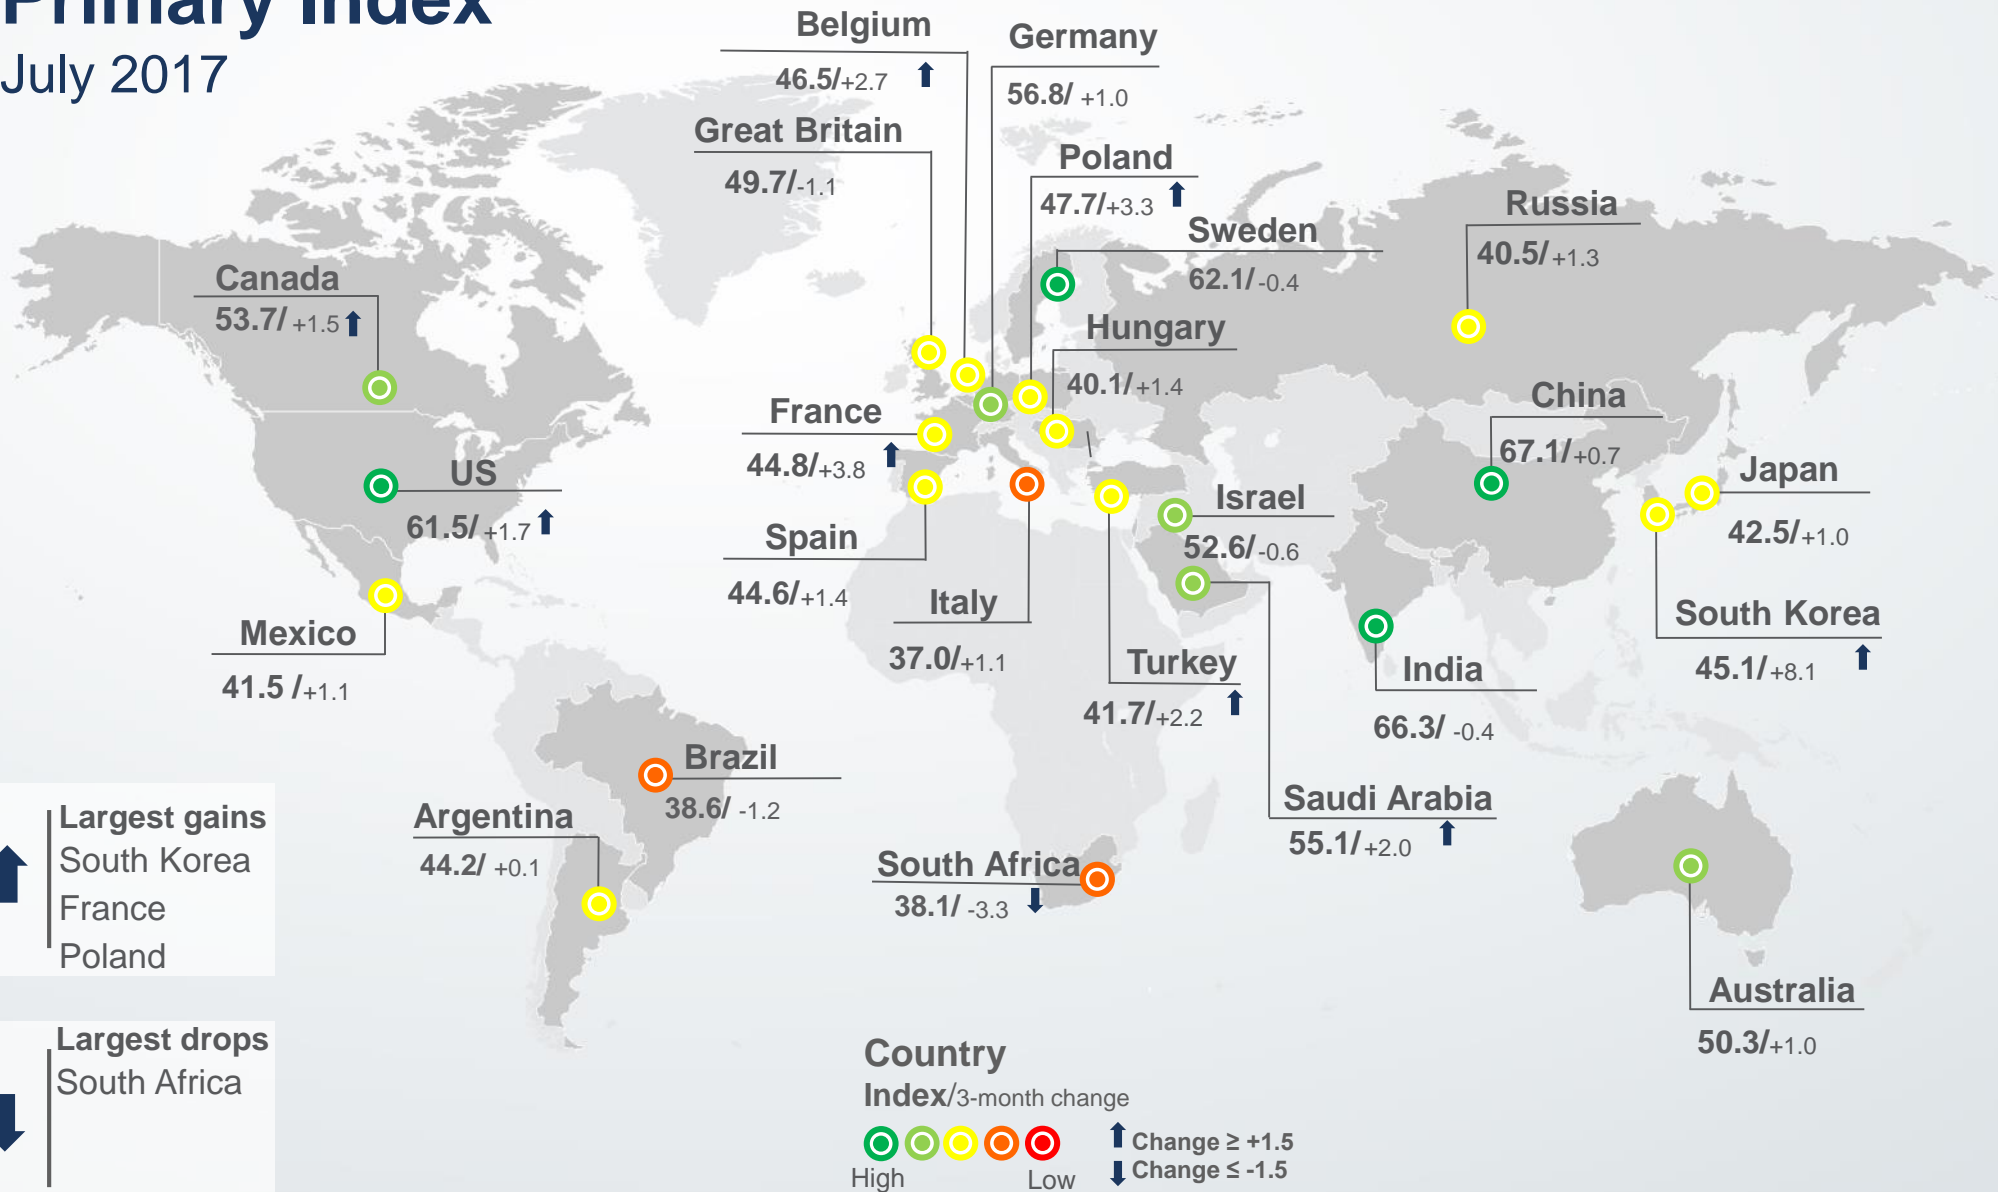 Primary Index
July 2017
Belgium
46.5/+2.7
Germany
56.8/ +1.0
Great Britain
49.7/-1.1
Poland
47.7/+3.3
Sweden
62.1/ -0.4
Russia
40.5/ +1.3
Canada
53.7/ +1.5
Hungary
40.1/+1.4
China
67.1/+0.7
France
44.8/+3.8
US
61.5/ +1.7
Japan
42.5/+1.0
Israel
52.6/-0.6
Spain
44.6/+1.4
Italy
37.0/+1.1
South Korea
45.1/+8.1
Mexico
41.5 /+1.1
Turkey
41.7/+2.2
India
66.3/ -0.4
Brazil
38.6/ -1.2
Saudi Arabia
55.1/+2.0
Argentina
44.2/ +0.1
South Africa
38.1/ -3.3
Australia
50.3/+1.0
Largest gains
South Korea
France
Poland
Largest drops
South Africa
Country
Index/3-month change
High
Low
Change ≥ +1.5
Change ≤ -1.5